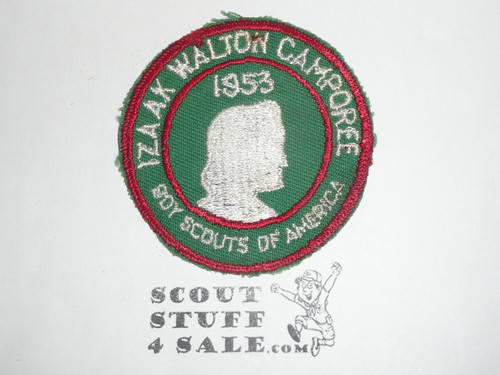 IZAAK WALTON CAMPOREE
1953
BOY SCOUTS OF AMERICA
SCOUT
STUFF
4 SALE.COM